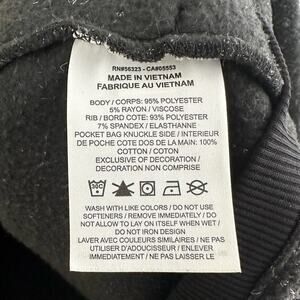 RN#56323 - CA#05553
MADE IN VIETNAM
FABRIQUE AU VIETNAM
BODY / CORPS: 95% POLYESTER
5% RAYON / VISCOSE
RIB / BORD COTE: 93% POLYESTER
7% SPANDEX / ELASTHANNE
POCKET BAG KNUCKLE SIDE / INTERIEUR
DE POCHE COTE DOS DE LA MAIN: 100%
COTTON / COTON
EXCLUSIVE OF DECORATION /
DECORATION NON COMPRISE
WASH WITH LIKE COLORS / DO NOT USE
SOFTENERS / REMOVE IMMEDIATELY / DO
NOT ALLOW TO LAY ON ITSELF WHILE WET /
DO NOT IRON DESIGN
LAVER AVEC COULEURS SIMILAIRES / NE PAS
UTILISER D'ADOUCISSEUR / ENLEVER
IMMEDIATEMENT / NE PAS LAISSER LE